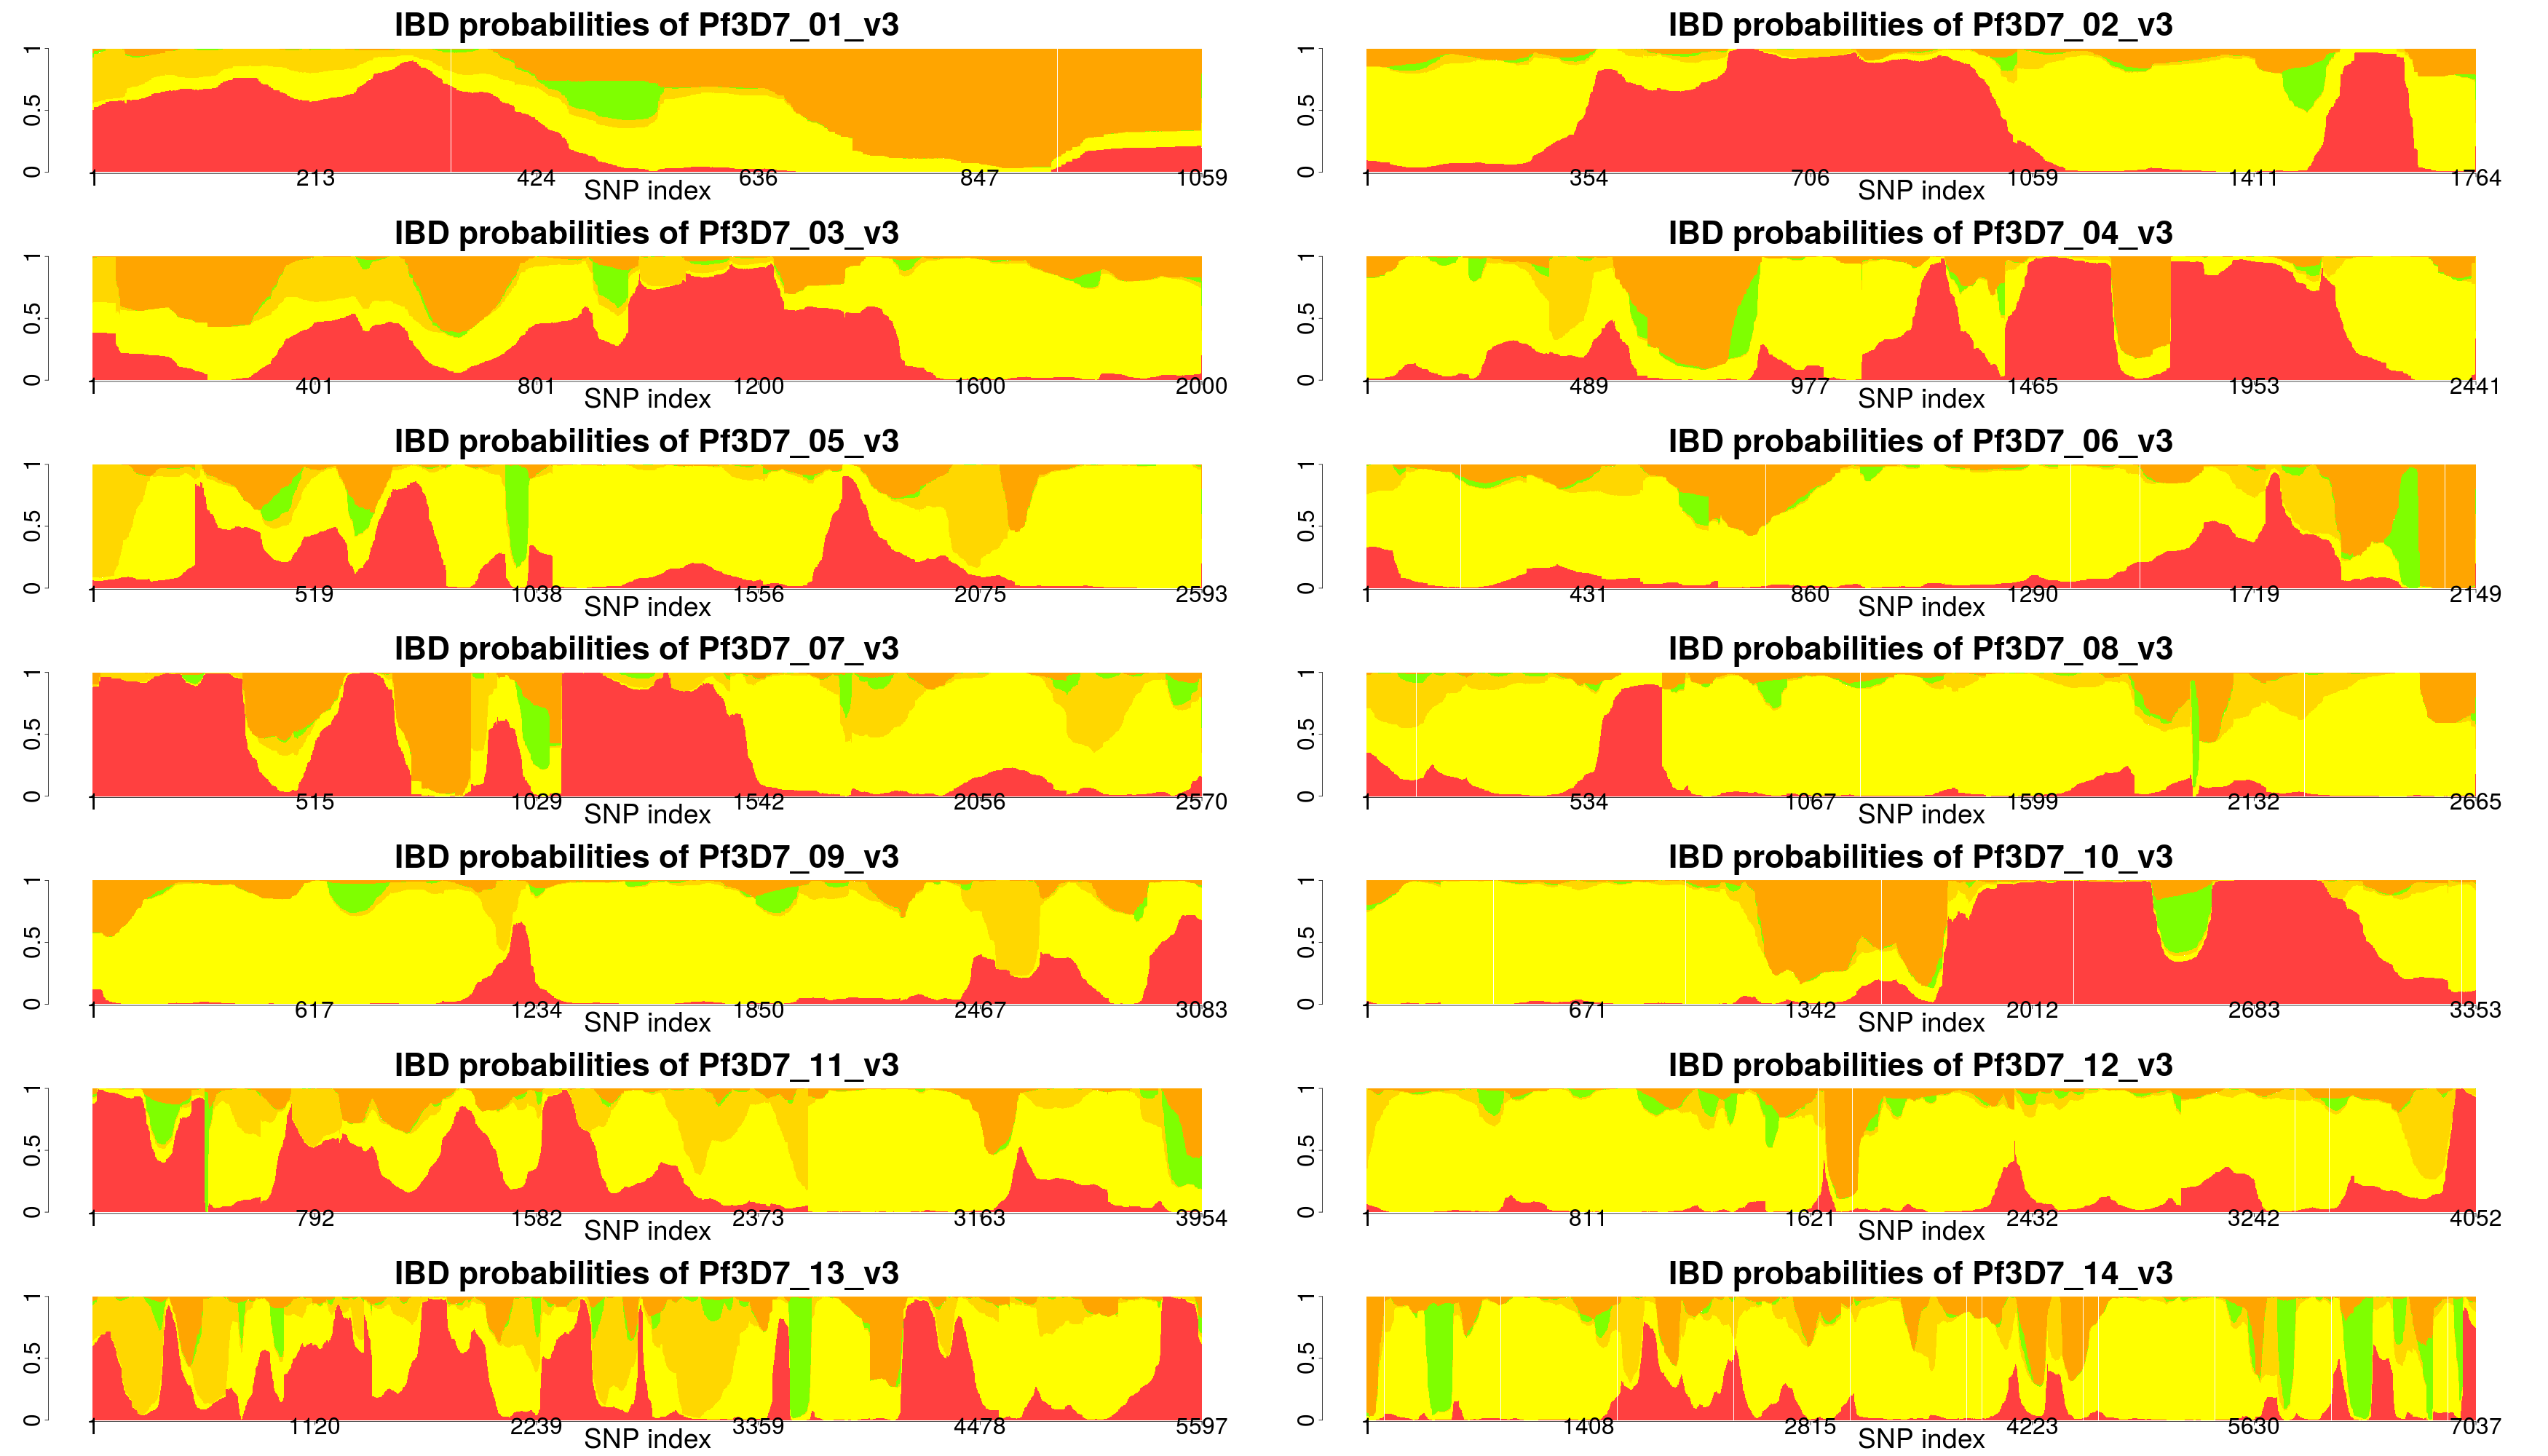 IBD probabilities of Pf3D7_01_v3
0 0.5 1
1 213 424 636 847 1059
SNP index
IBD probabilities of Pf3D7_02_v3
0 0.5 1
1 354 706 1059 1411 1764
SNP index
IBD probabilities of Pf3D7_03_v3
0 0.5 1
1 401 801 1200 1600 2000
SNP index
IBD probabilities of Pf3D7_04_v3
0 0.5 1
1 489 977 1465 1953 2441
SNP index
IBD probabilities of Pf3D7_05_v3
0 0.5 1
1 519 1038 1556 2075 2593
SNP index
IBD probabilities of Pf3D7_06_v3
0 0.5 1
1 431 860 1290 1719 2149
SNP index
IBD probabilities of Pf3D7_07_v3
0 0.5 1
1 515 1029 1542 2056 2570
SNP index
IBD probabilities of Pf3D7_08_v3
0 0.5 1
1 534 1067 1599 2132 2665
SNP index
IBD probabilities of Pf3D7_09_v3
0 0.5 1
1 617 1234 1850 2467 3083
SNP index
IBD probabilities of Pf3D7_10_v3
0 0.5 1
1 671 1342 2012 2683 3353
SNP index
IBD probabilities of Pf3D7_11_v3
0 0.5 1
1 792 1582 2373 3163 3954
SNP index
IBD probabilities of Pf3D7_12_v3
0 0.5 1
1 811 1621 2432 3242 4052
SNP index
IBD probabilities of Pf3D7_13_v3
0 0.5 1
1 1120 2239 3359 4478 5597
SNP index
IBD probabilities of Pf3D7_14_v3
0 0.5 1
1 1408 2815 4223 5630 7037
SNP index